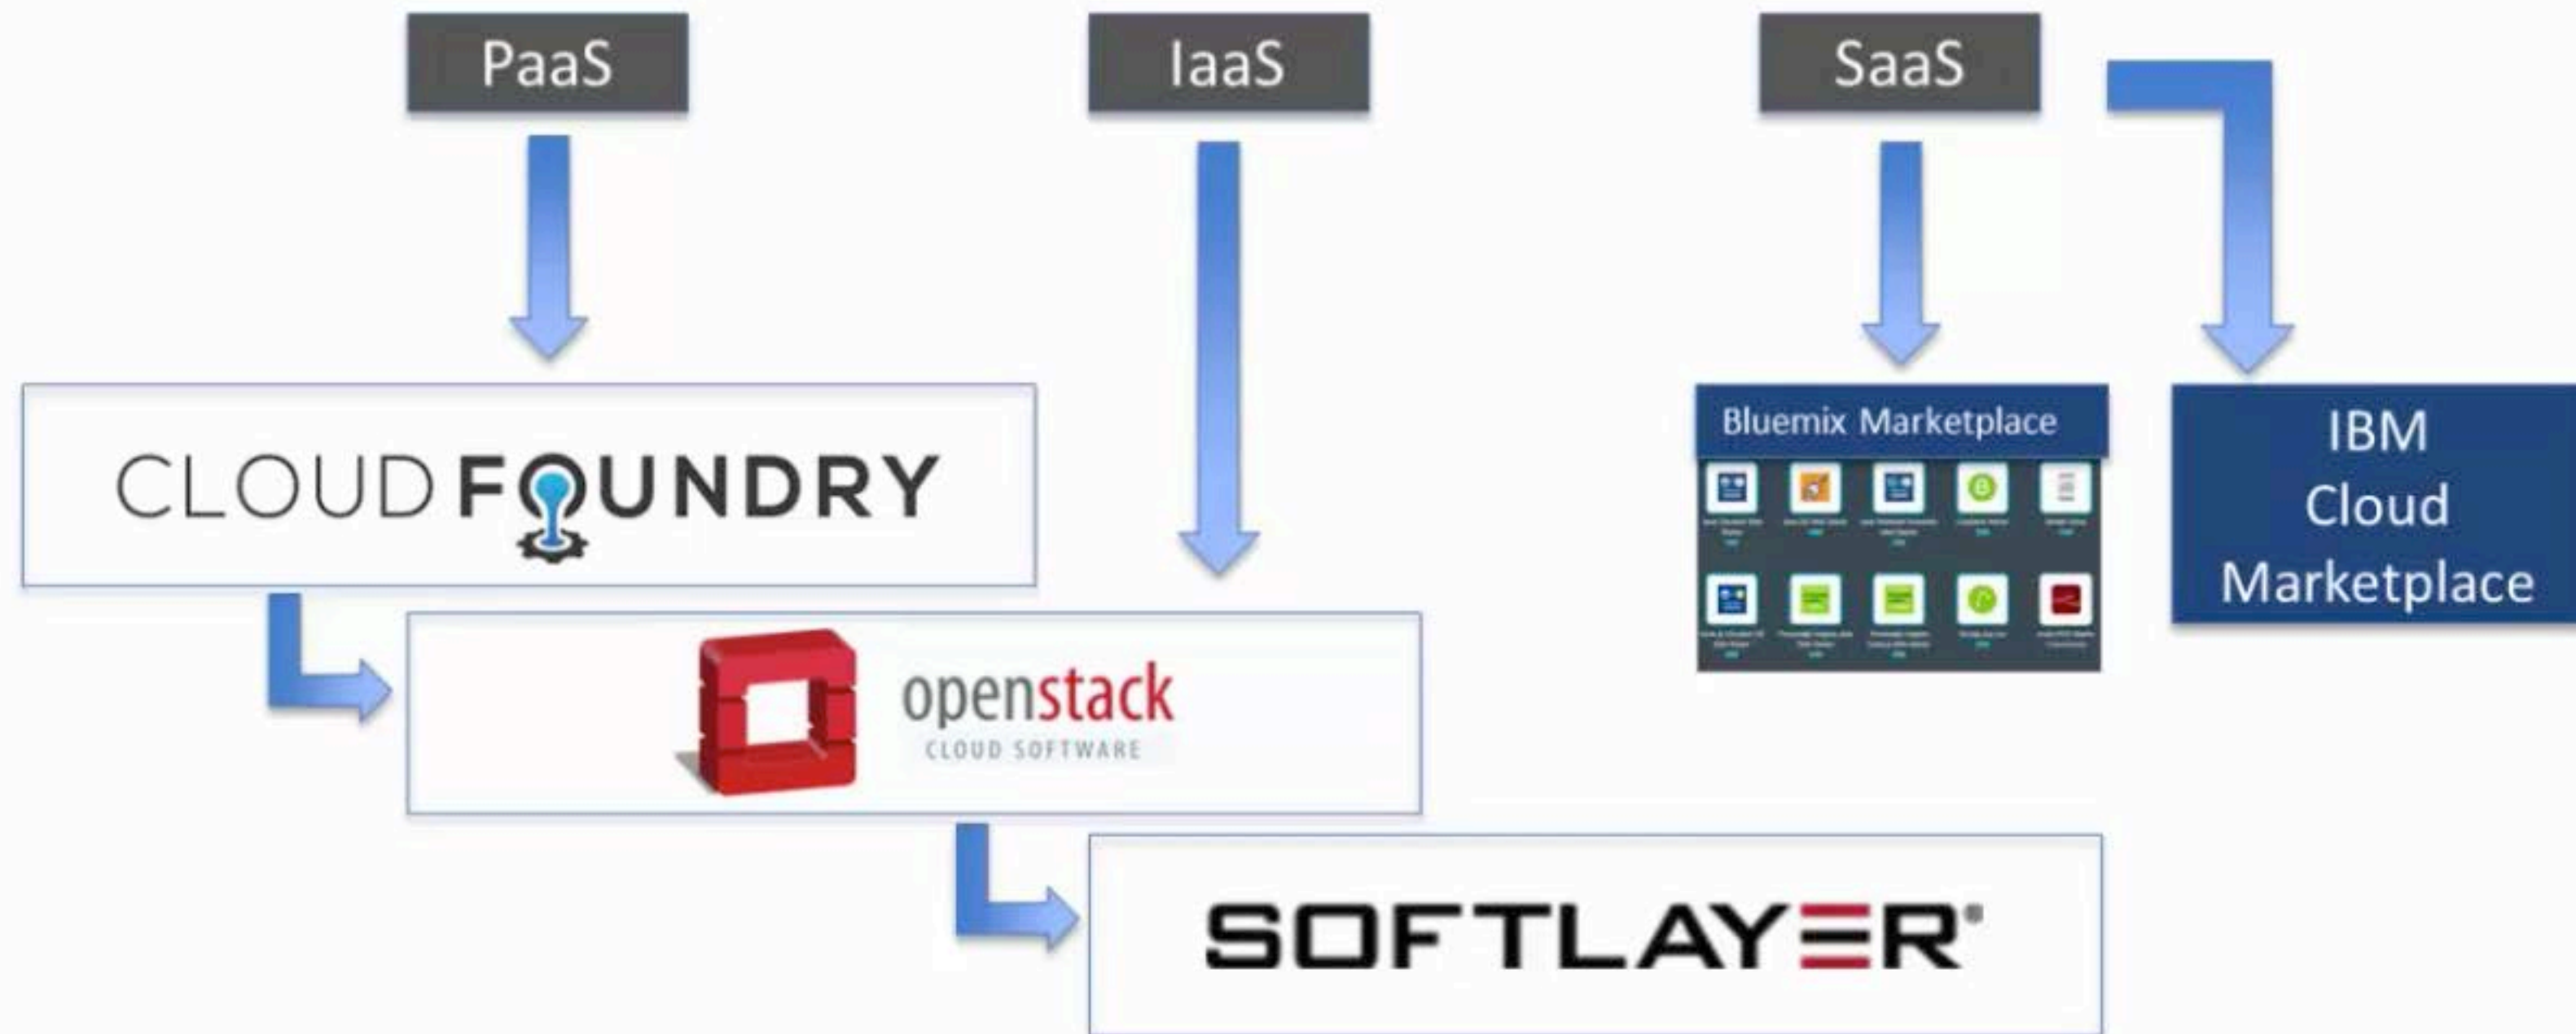 PaaS
IaaS
SaaS
CLOUD FOUNDRY
Bluemix Marketplace
IBM
Cloud
Marketplace
openstack
CLOUD SOFTWARE
SOFTLAYER®